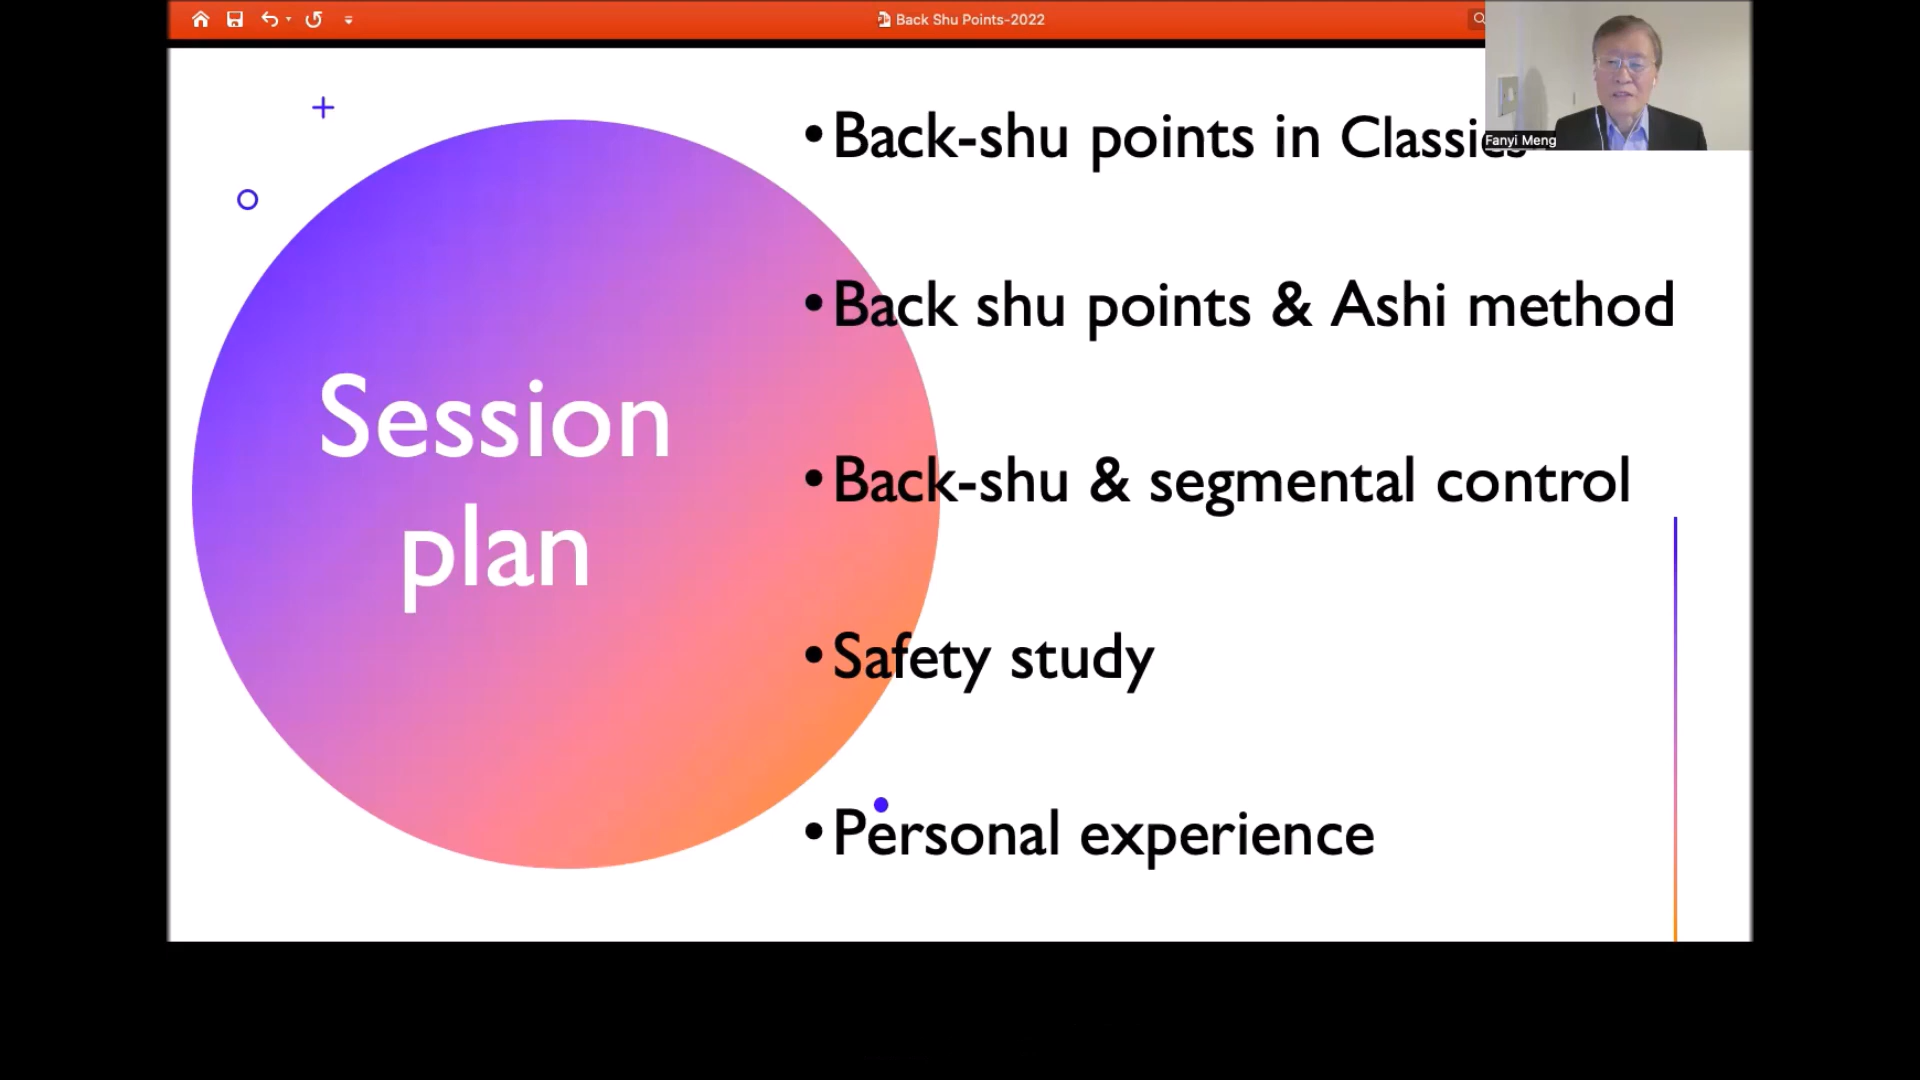 Back Shu Points-2022
Fanyi Meng
Session
plan
•Back-shu points in Classics
•Back shu points & Ashi method
•Back-shu & segmental control
•Safety study
•Personal experience